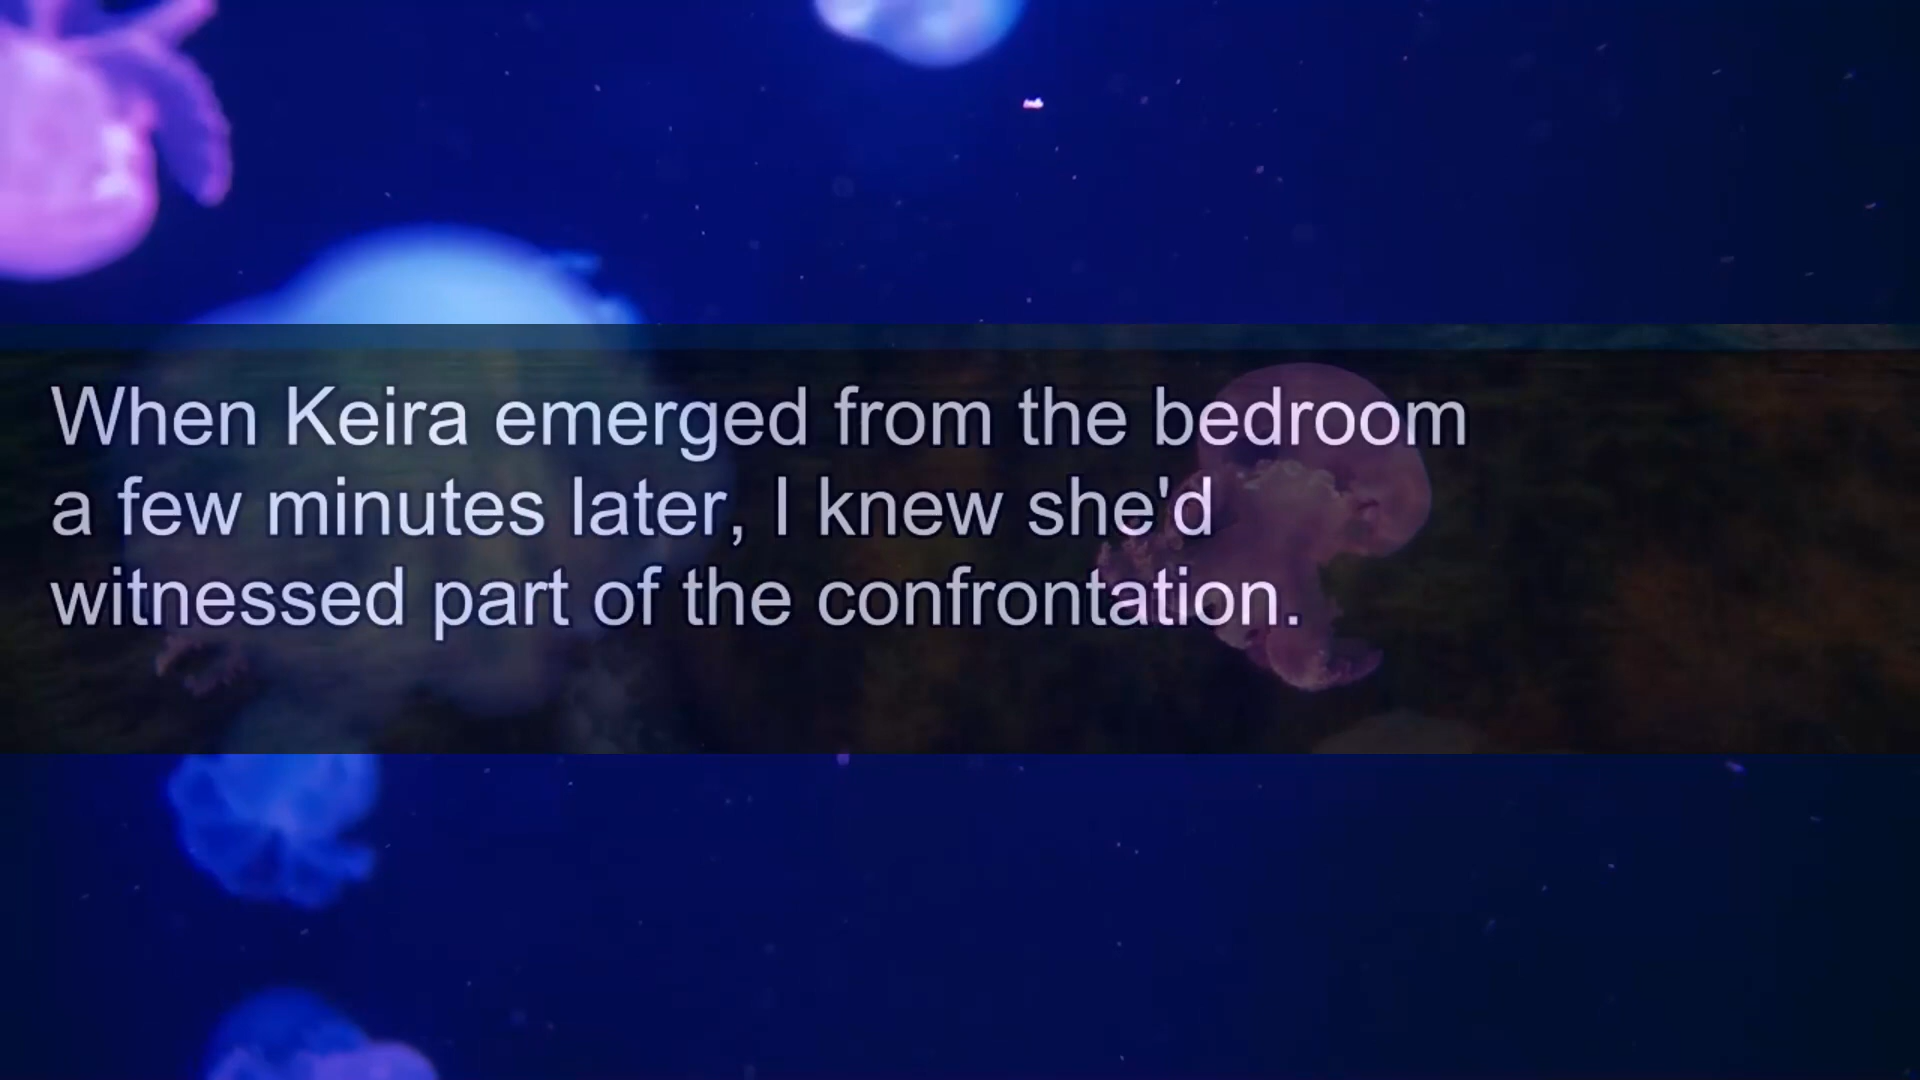 When Keira emerged from the bedroom
a few minutes later, I knew she'd
witnessed part of the confrontation.